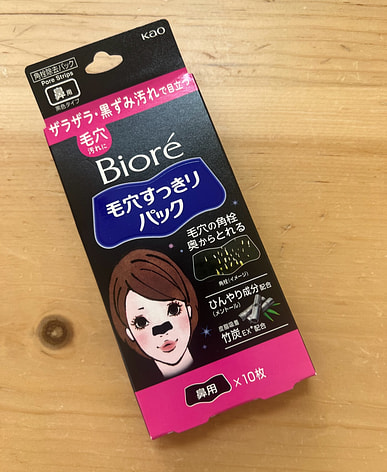 Kao
角栓除去パック
Pore Strips
鼻用
黒色タイプ
ザラザラ・黒ずみ汚れで目立つ
毛穴
汚れに
Bioré
毛穴すっきり
パック
毛穴の角栓
奥からとれる
角栓(イメージ)
ひんやり成分配合
(メントール)
皮脂吸着
竹炭EX*配合
鼻用 ×10枚